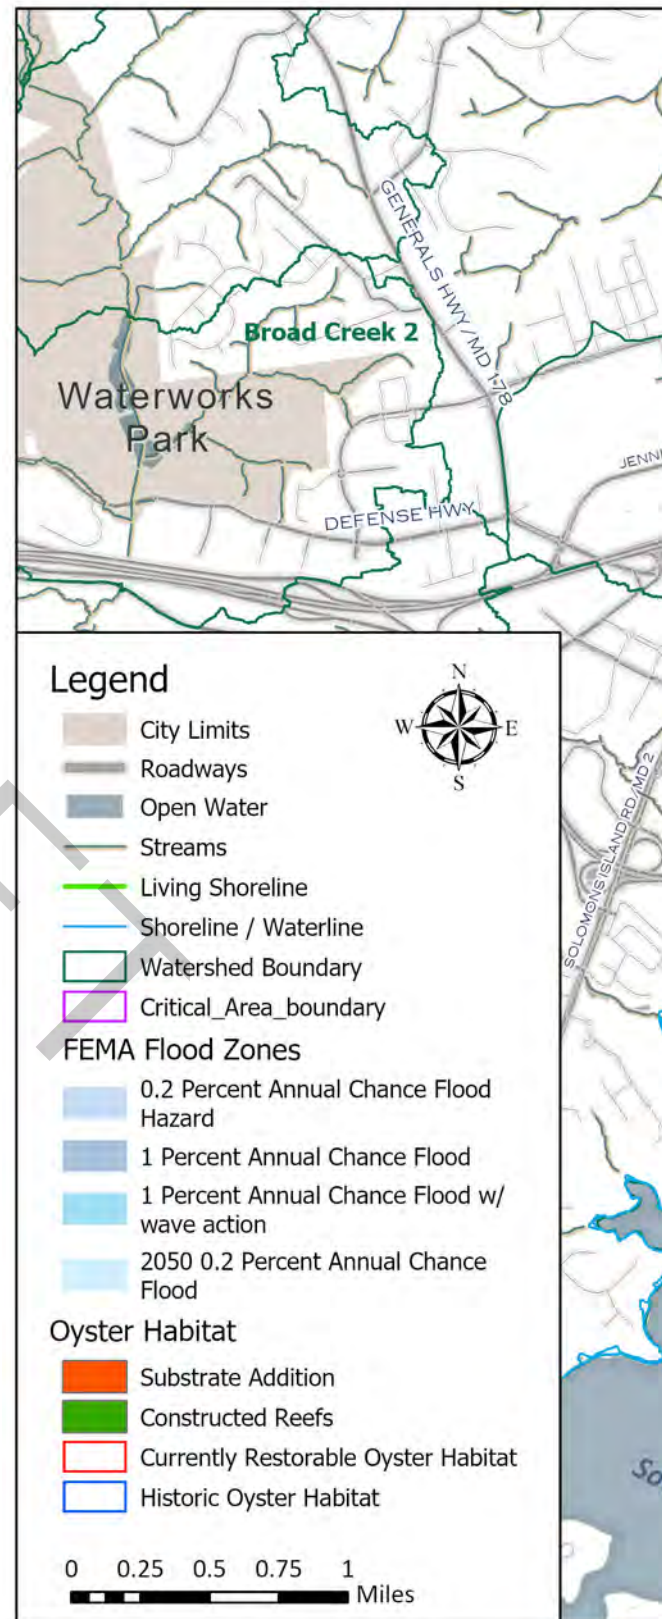 GENERALS HWY/MD 178
Broad Creek 2
Waterworks
Park
DEFENSE HWY
Legend
N
W E
S
City Limits
Roadways
Open Water
Streams
Living Shoreline
Shoreline / Waterline
Watershed Boundary
Critical_Area_boundary
SOLOMONS ISLAND RD/MD 2
FEMA Flood Zones
0.2 Percent Annual Chance Flood
Hazard
1 Percent Annual Chance Flood
1 Percent Annual Chance Flood w/
wave action
2050 0.2 Percent Annual Chance
Flood
Oyster Habitat
Substrate Addition
Constructed Reefs
Currently Restorable Oyster Habitat
Historic Oyster Habitat
0 0.25 0.5 0.75 1
Miles